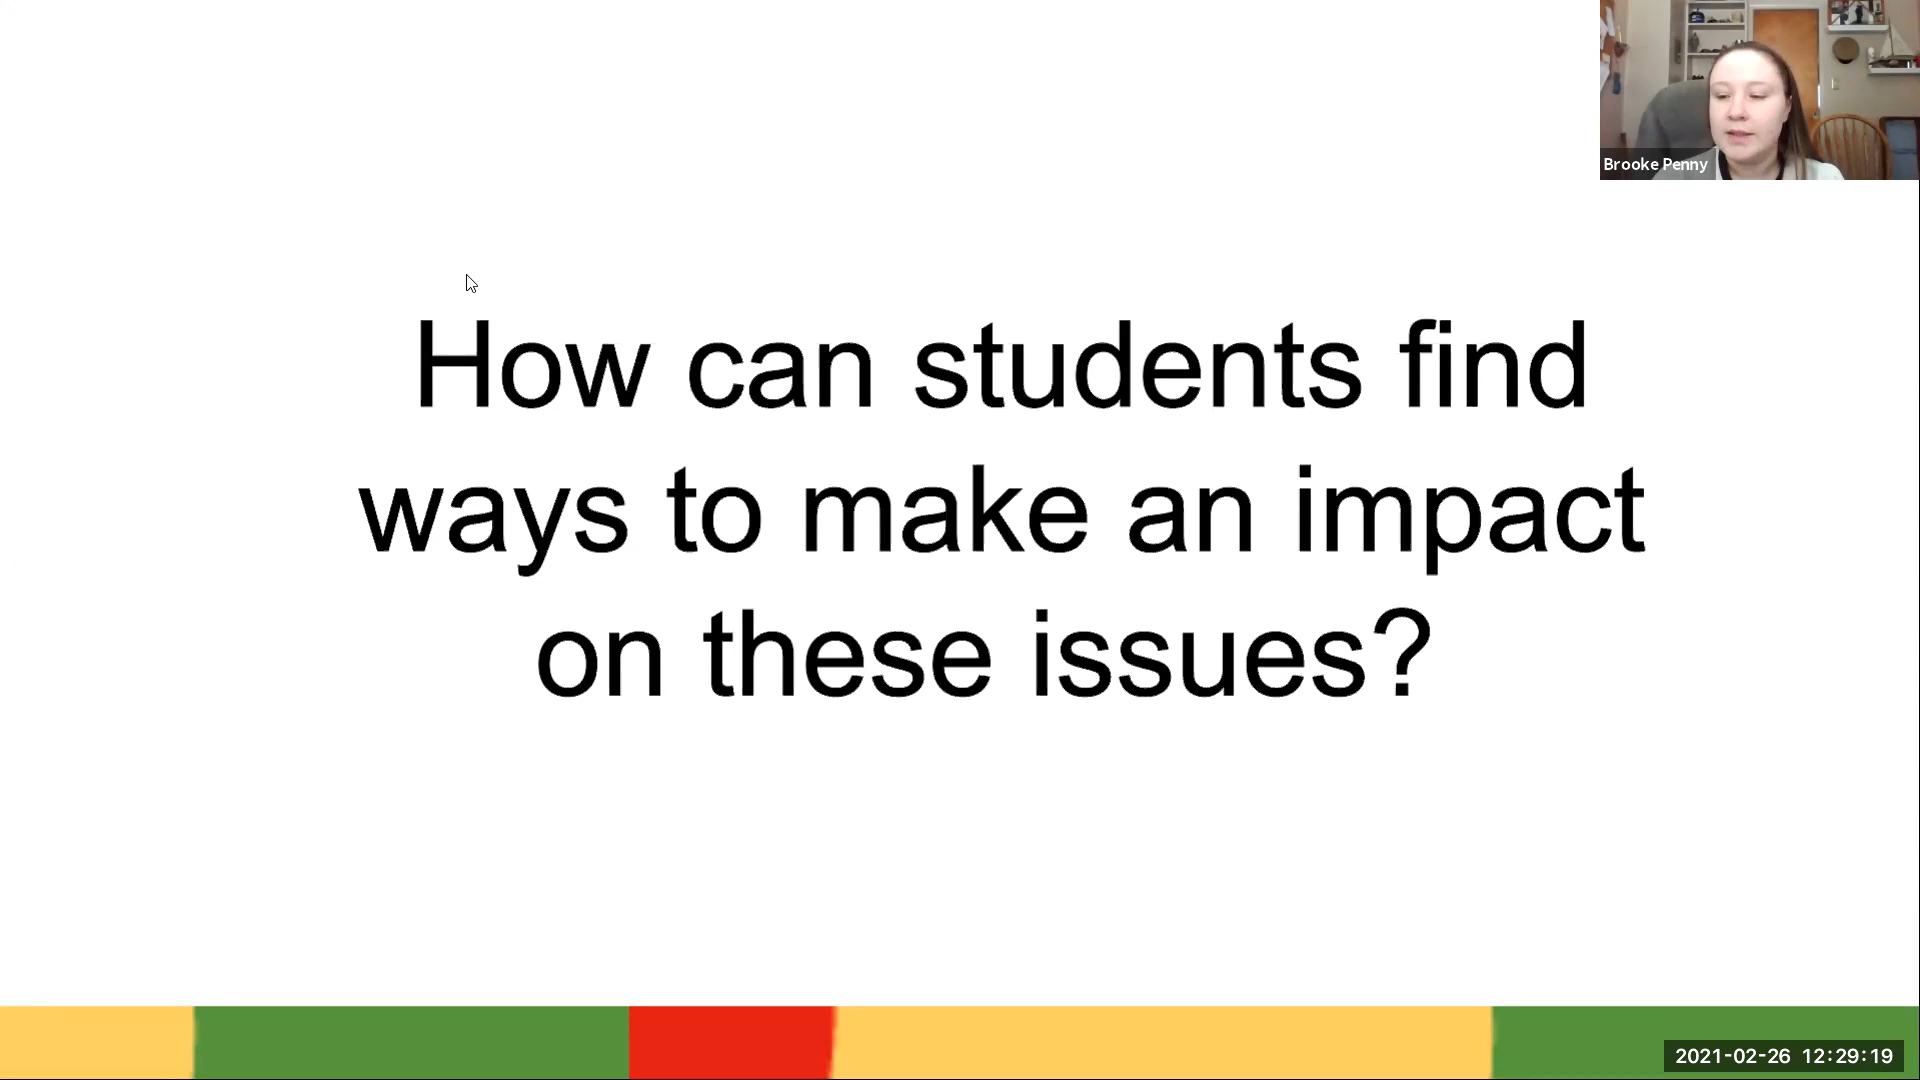 Brooke Penny
How can students find
ways to make an impact
on these issues?
2021-02-26 12:29:19